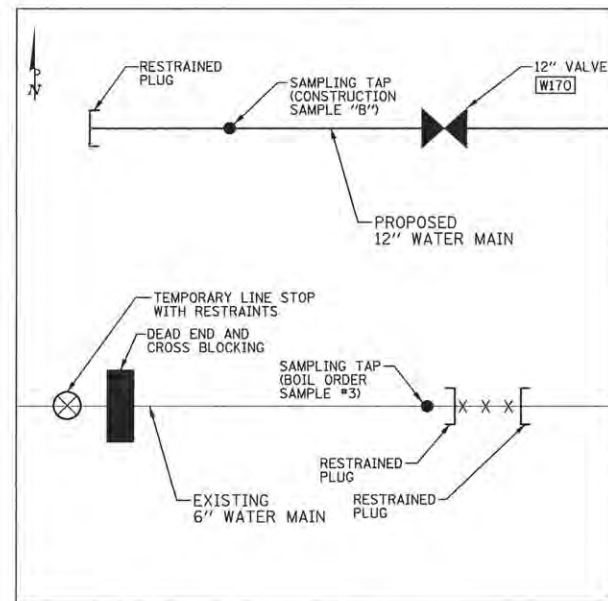 N
RESTRAINED
PLUG
SAMPLING TAP
(CONSTRUCTION
SAMPLE "B")
12" VALVE
W170
PROPOSED
12" WATER MAIN
TEMPORARY LINE STOP
WITH RESTRAINTS
DEAD END AND
CROSS BLOCKING
SAMPLING TAP
(BOIL ORDER
SAMPLE #3)
X X X
RESTRAINED
PLUG
RESTRAINED
PLUG
EXISTING
6" WATER MAIN